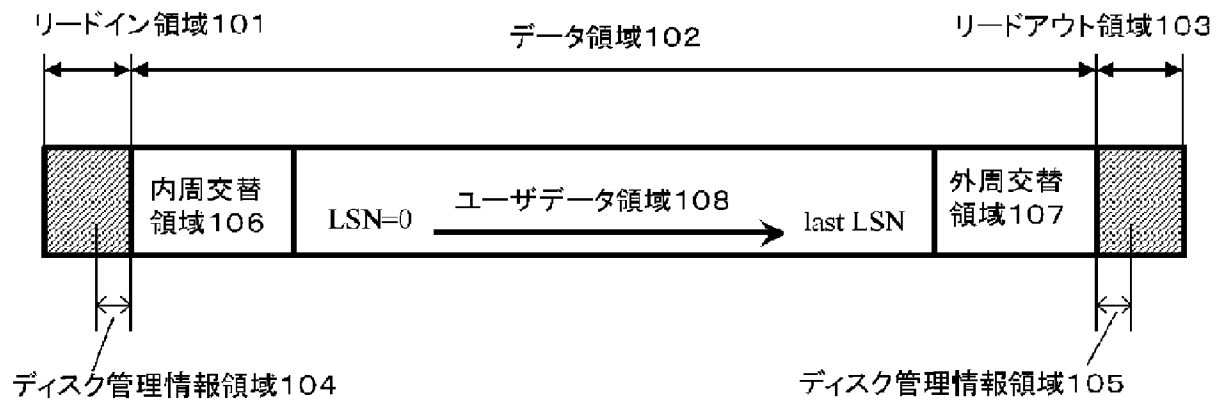 リードイン領域101
データ領域102
リードアウト領域103
内周交替
領域106
LSN=0
ユーザデータ領域108
last LSN
外周交替
領域107
ディスク管理情報領域104
ディスク管理情報領域105